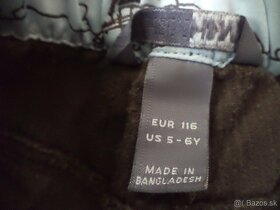 EUR 116
US 5-6Y
MADE IN
BANGLADESH
Bazos.sk